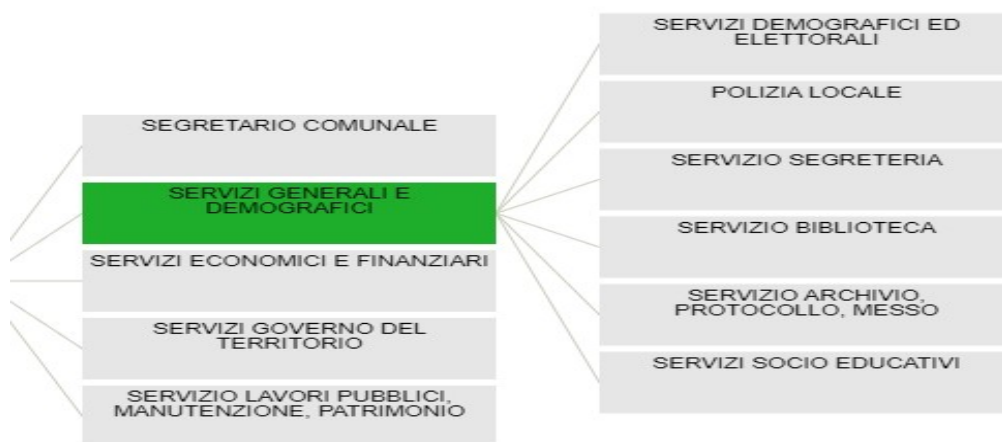 SEGRETARIO COMUNALE
SERVIZI GENERALI E
DEMOGRAFICI
SERVIZI ECONOMICI E FINANZIARI
SERVIZI GOVERNO DEL
TERRITORIO
SERVIZIO LAVORI PUBBLICI,
MANUTENZIONE, PATRIMONIO
SERVIZI DEMOGRAFICI ED
ELETTORALI
POLIZIA LOCALE
SERVIZIO SEGRETERIA
SERVIZIO BIBLIOTECA
SERVIZIO ARCHIVIO,
PROTOCOLLO, MESSO
SERVIZI SOCIO EDUCATIVI